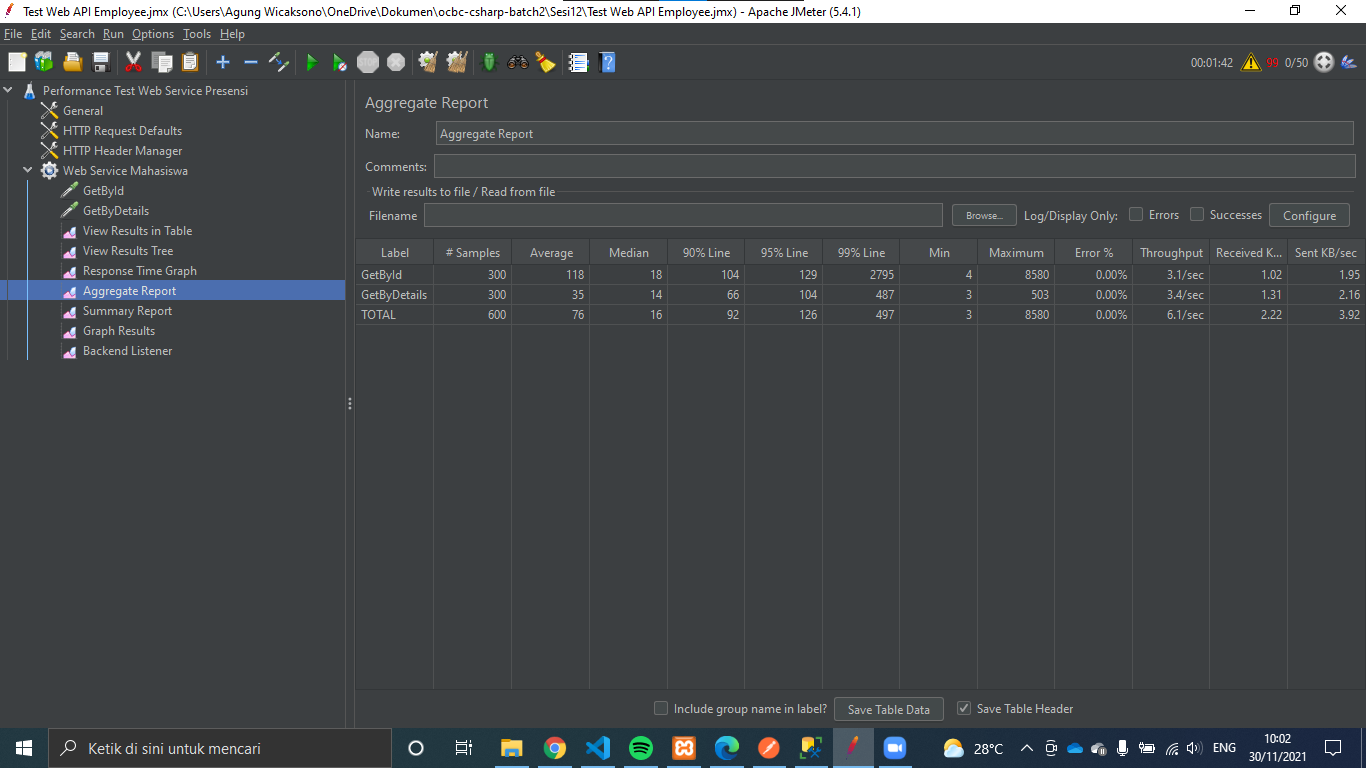 Test Web API Employee.jmx (C:\Users\Agung Wicaksono\OneDrive\Dokumen\ocbc-csharp-batch2\Sesi12\Test Web API Employee.jmx) - Apache JMeter (5.4.1)
File Edit Search Run Options Tools Help
STOP 00:01:42 99 0/50
Performance Test Web Service Presensi
General
HTTP Request Defaults
HTTP Header Manager
Web Service Mahasiswa
GetById
GetByDetails
View Results in Table
View Results Tree
Response Time Graph
Aggregate Report
Summary Report
Graph Results
Backend Listener
Aggregate Report
Name: Aggregate Report
Comments:
Write results to file / Read from file
Filename Browse... Log/Display Only: Errors Successes Configure
Label # Samples Average Median 90% Line 95% Line 99% Line Min Maximum Error % Throughput Received K... Sent KB/sec
GetById 300 118 18 104 129 2795 4 8580 0.00% 3.1/sec 1.02 1.95
GetByDetails 300 35 14 66 104 487 3 503 0.00% 3.4/sec 1.31 2.16
TOTAL 600 76 16 92 126 497 3 8580 0.00% 6.1/sec 2.22 3.92
Include group name in label? Save Table Data Save Table Header
Ketik di sini untuk mencari
28°C ENG 10:02
30/11/2021